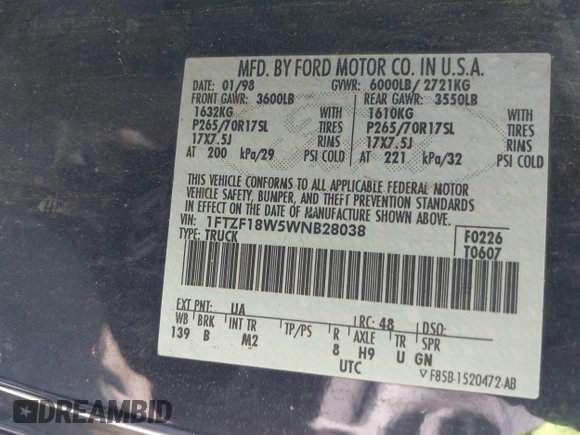 MFD. BY FORD MOTOR CO. IN U.S.A.
DATE: 01/98 GVWR: 6000LB/ 2721KG
FRONT GAWR: 3600LB REAR GAWR: 3550LB
1632KG WITH 1610KG WITH
P265/70R17SL TIRES P265/70R17SL TIRES
17X7.5J RIMS 17X7.5J RIMS
AT 200 kPa/29 PSI COLD AT 221 kPa/32 PSI COLD
THIS VEHICLE CONFORMS TO ALL APPLICABLE FEDERAL MOTOR
VEHICLE SAFETY, BUMPER, AND THEFT PREVENTION STANDARDS
IN EFFECT ON THE DATE OF MANUFACTURE SHOWN ABOVE.
VIN: 1FTZF18W5WNB28038 F0226
TYPE: TRUCK T0607
EXT PNT: UA RC: 48 DSO:
WB BRK INT TR TP/PS R AXLE TR SPR
139 B M2 8 H9 U GN
UTC
▽ F85B-1520472-AB
DREAMBID